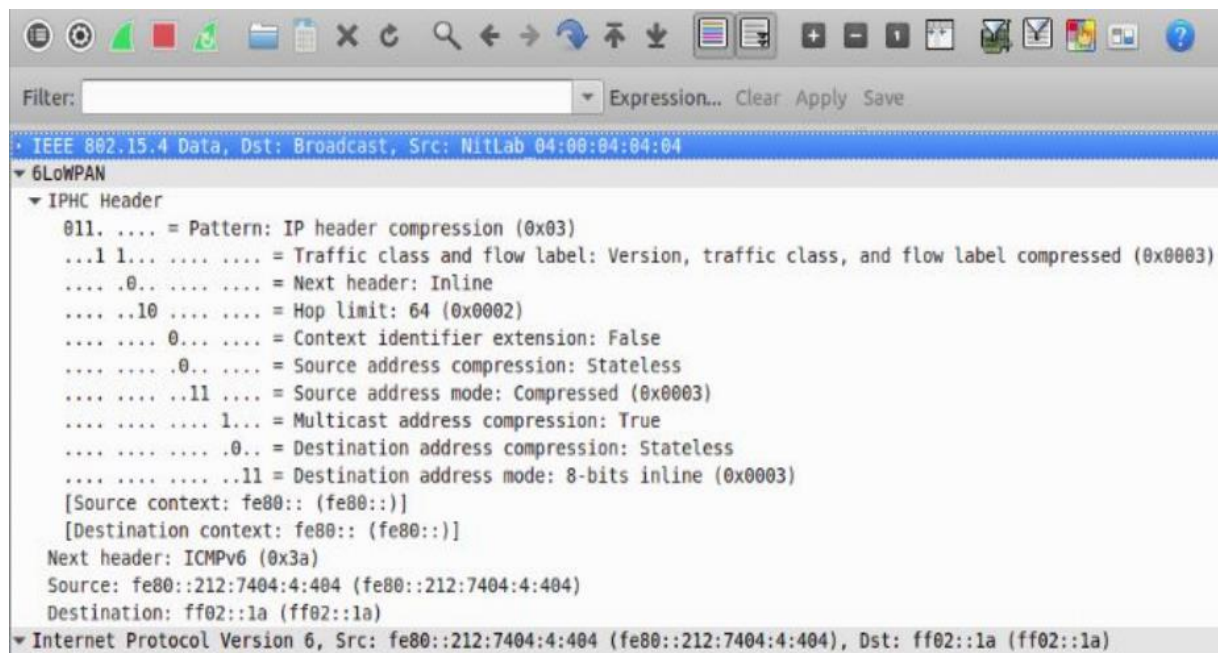 Filter:
Expression... Clear Apply Save
IEEE 802.15.4 Data, Dst: Broadcast, Src: NitLab_04:00:04:04:04
6LoWPAN
IPHC Header
011. .... = Pattern: IP header compression (0x03)
...1 1... .... .... = Traffic class and flow label: Version, traffic class, and flow label compressed (0x0003)
.... .0.. .... .... = Next header: Inline
.... ..10 .... .... = Hop limit: 64 (0x0002)
.... .... 0... .... = Context identifier extension: False
.... .... .0.. .... = Source address compression: Stateless
.... .... ..11 .... = Source address mode: Compressed (0x0003)
.... .... .... 1... = Multicast address compression: True
.... .... .... .0.. = Destination address compression: Stateless
.... .... .... ..11 = Destination address mode: 8-bits inline (0x0003)
[Source context: fe80:: (fe80::)]
[Destination context: fe80:: (fe80::)]
Next header: ICMPv6 (0x3a)
Source: fe80::212:7404:4:404 (fe80::212:7404:4:404)
Destination: ff02::1a (ff02::1a)
Internet Protocol Version 6, Src: fe80::212:7404:4:404 (fe80::212:7404:4:404), Dst: ff02::1a (ff02::1a)